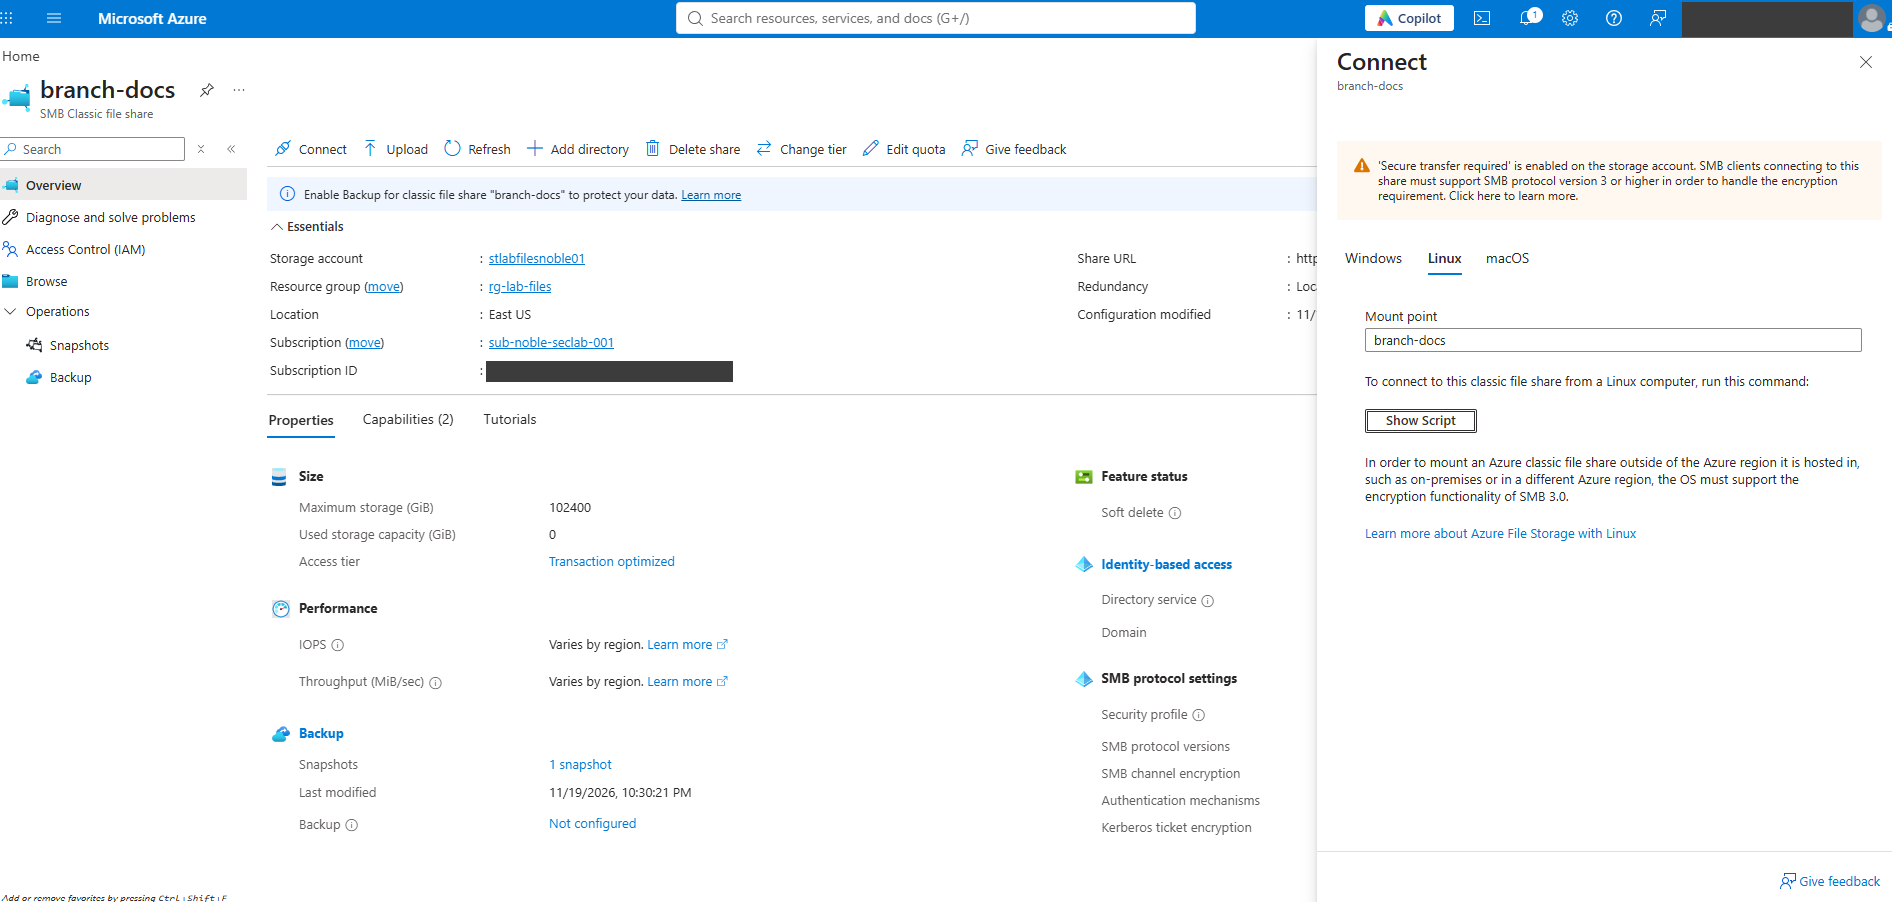 Microsoft Azure
Search resources, services, and docs (G+/)
Copilot
1
Home
branch-docs
SMB Classic file share
Search
Overview
Diagnose and solve problems
Access Control (IAM)
Browse
Operations
Snapshots
Backup
Add or remove favorites by pressing Ctrl+Shift+F
Connect
Upload
Refresh
Add directory
Delete share
Change tier
Edit quota
Give feedback
Enable Backup for classic file share "branch-docs" to protect your data. Learn more
Essentials
Storage account : stlabfilesnoble01
Resource group (move) : rg-lab-files
Location : East US
Subscription (move) : sub-noble-seclab-001
Subscription ID :
Share URL : http
Redundancy : Loc
Configuration modified : 11/
Properties
Capabilities (2)
Tutorials
Size
Maximum storage (GiB) 102400
Used storage capacity (GiB) 0
Access tier Transaction optimized
Performance
IOPS Varies by region. Learn more
Throughput (MiB/sec) Varies by region. Learn more
Backup
Snapshots 1 snapshot
Last modified 11/19/2026, 10:30:21 PM
Backup Not configured
Feature status
Soft delete
Identity-based access
Directory service
Domain
SMB protocol settings
Security profile
SMB protocol versions
SMB channel encryption
Authentication mechanisms
Kerberos ticket encryption
Connect
branch-docs
'Secure transfer required' is enabled on the storage account. SMB clients connecting to this
share must support SMB protocol version 3 or higher in order to handle the encryption
requirement. Click here to learn more.
Windows
Linux
macOS
Mount point
branch-docs
To connect to this classic file share from a Linux computer, run this command:
Show Script
In order to mount an Azure classic file share outside of the Azure region it is hosted in,
such as on-premises or in a different Azure region, the OS must support the
encryption functionality of SMB 3.0.
Learn more about Azure File Storage with Linux
Give feedback